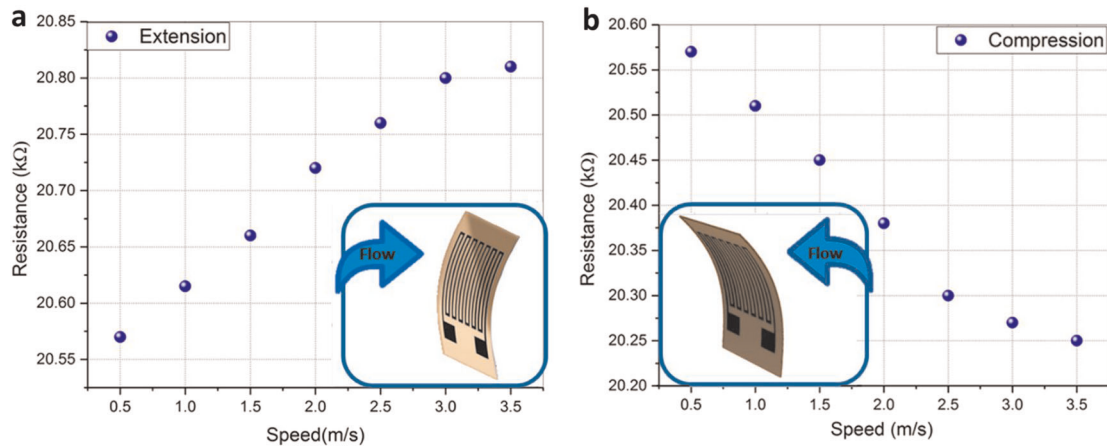 a
Extension
Resistance (kΩ)
20.85
20.80
20.75
20.70
20.65
20.60
20.55
Flow
0.5 1.0 1.5 2.0 2.5 3.0 3.5
Speed(m/s)
b
Compression
Resistance (kΩ)
20.60
20.55
20.50
20.45
20.40
20.35
20.30
20.25
20.20
Flow
0.5 1.0 1.5 2.0 2.5 3.0 3.5
Speed (m/s)